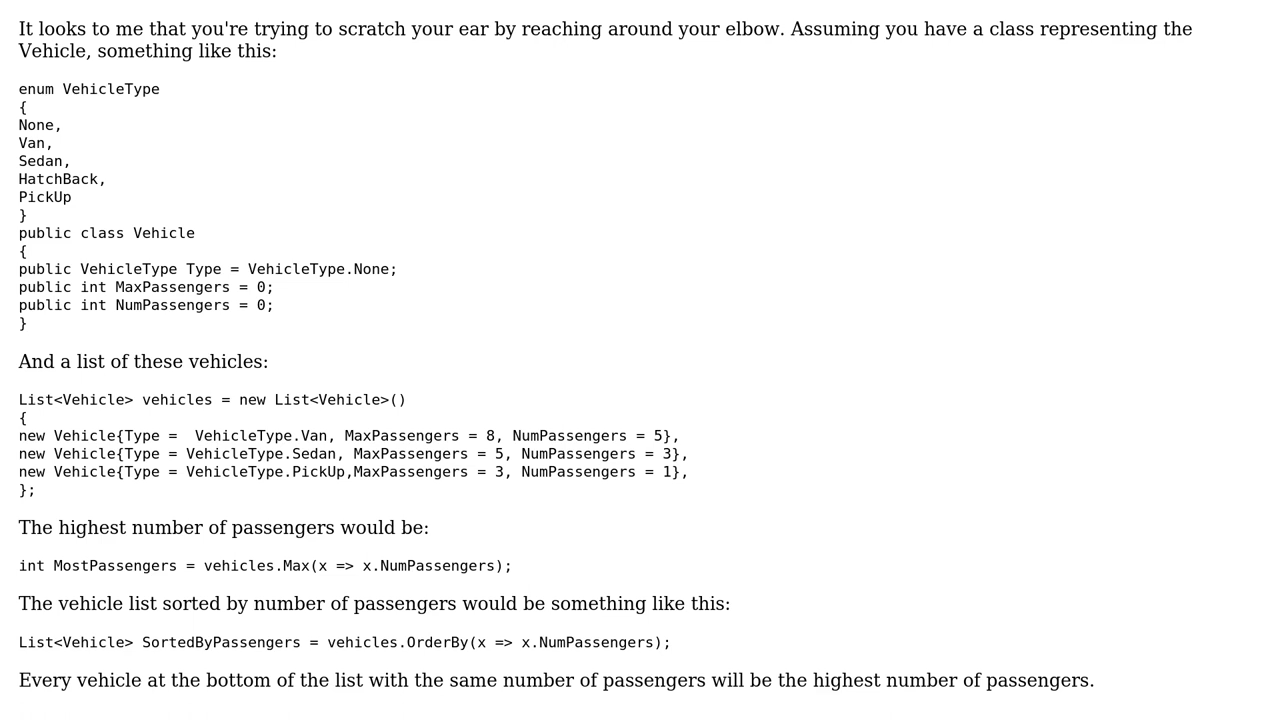 It looks to me that you're trying to scratch your ear by reaching around your elbow. Assuming you have a class representing the
Vehicle, something like this:
enum VehicleType
{
None,
Van,
Sedan,
HatchBack,
PickUp
}
public class Vehicle
{
public VehicleType Type = VehicleType.None;
public int MaxPassengers = 0;
public int NumPassengers = 0;
}
And a list of these vehicles:
List<Vehicle> vehicles = new List<Vehicle>()
{
new Vehicle{Type =  VehicleType.Van, MaxPassengers = 8, NumPassengers = 5},
new Vehicle{Type = VehicleType.Sedan, MaxPassengers = 5, NumPassengers = 3},
new Vehicle{Type = VehicleType.PickUp,MaxPassengers = 3, NumPassengers = 1},
};
The highest number of passengers would be:
int MostPassengers = vehicles.Max(x => x.NumPassengers);
The vehicle list sorted by number of passengers would be something like this:
List<Vehicle> SortedByPassengers = vehicles.OrderBy(x => x.NumPassengers);
Every vehicle at the bottom of the list with the same number of passengers will be the highest number of passengers.